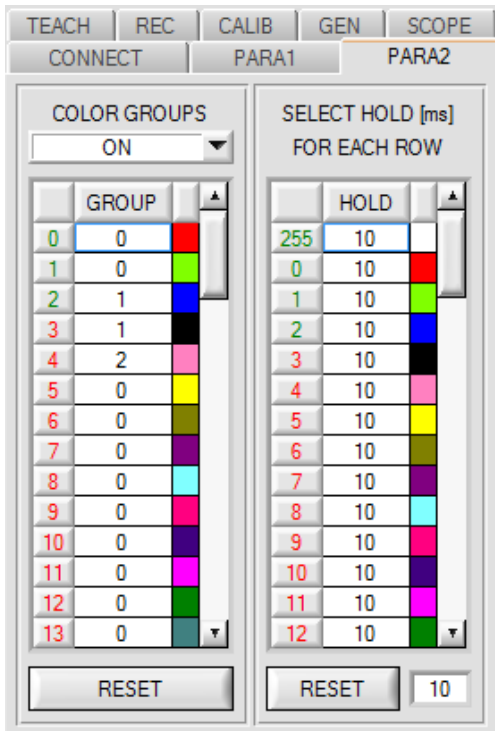 TEACH REC CALIB GEN SCOPE
CONNECT PARA1 PARA2
COLOR GROUPS
ON
GROUP
0 0
1 0
2 1
3 1
4 2
5 0
6 0
7 0
8 0
9 0
10 0
11 0
12 0
13 0
RESET
SELECT HOLD [ms]
FOR EACH ROW
HOLD
255 10
0 10
1 10
2 10
3 10
4 10
5 10
6 10
7 10
8 10
9 10
10 10
11 10
12 10
RESET 10